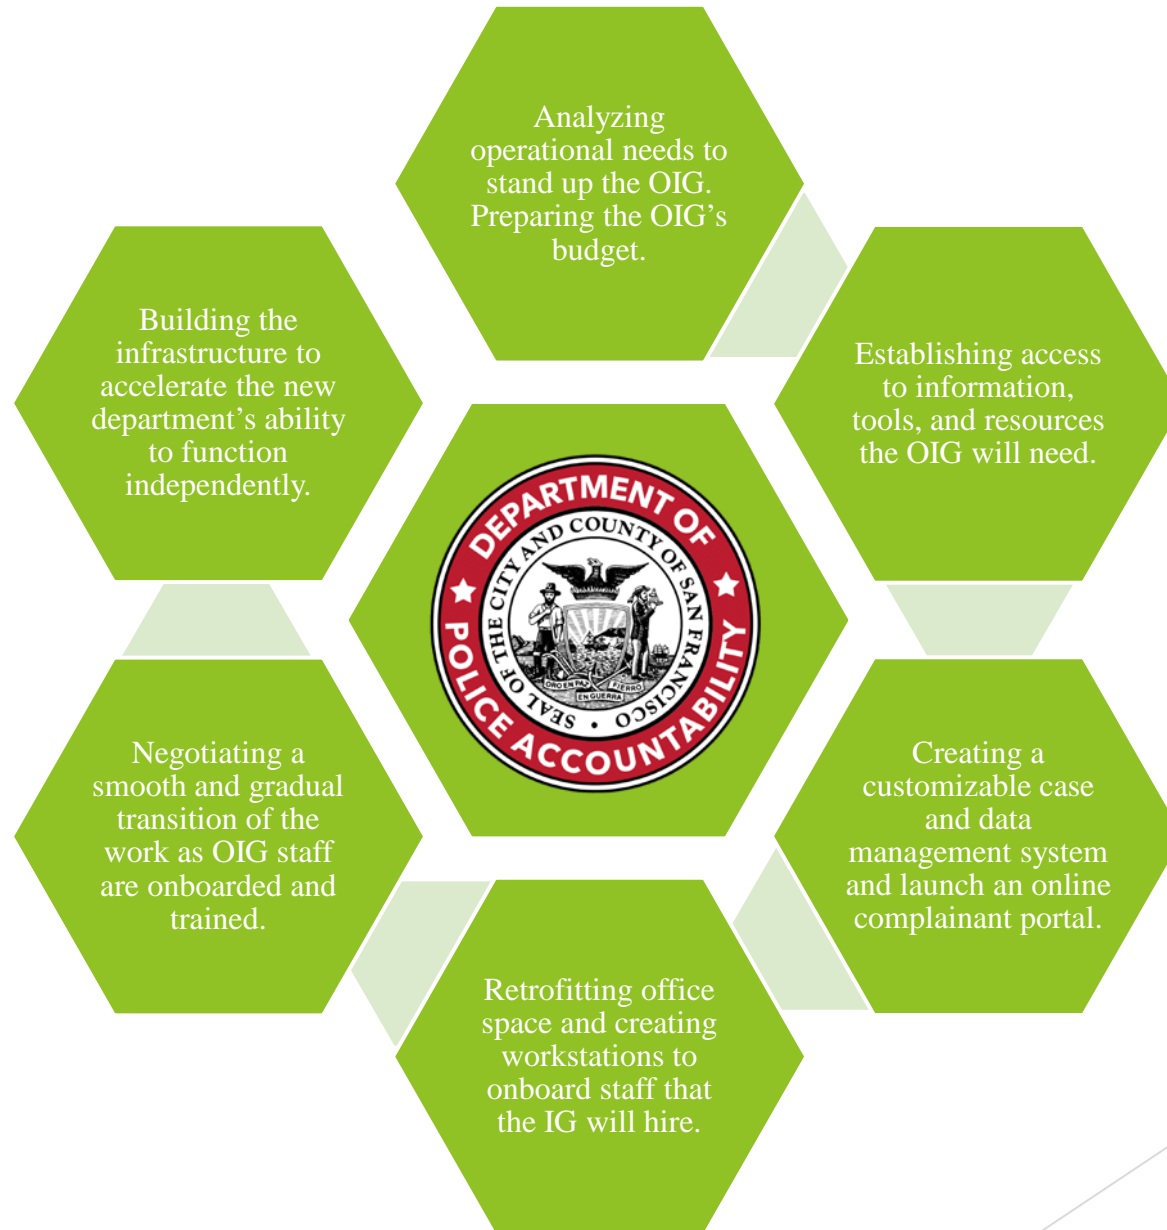 Analyzing
operational needs to
stand up the OIG.
Preparing the OIG’s
budget.
Establishing access
to information,
tools, and resources
the OIG will need.
Creating a
customizable case
and data
management system
and launch an online
complainant portal.
Retrofitting office
space and creating
workstations to
onboard staff that
the IG will hire.
Negotiating a
smooth and gradual
transition of the
work as OIG staff
are onboarded and
trained.
Building the
infrastructure to
accelerate the new
department’s ability
to function
independently.
DEPARTMENT OF
POLICE ACCOUNTABILITY
SEAL OF THE CITY AND COUNTY OF SAN FRANCISCO
ORO EN PAZ
FIERRO
EN GUERRA